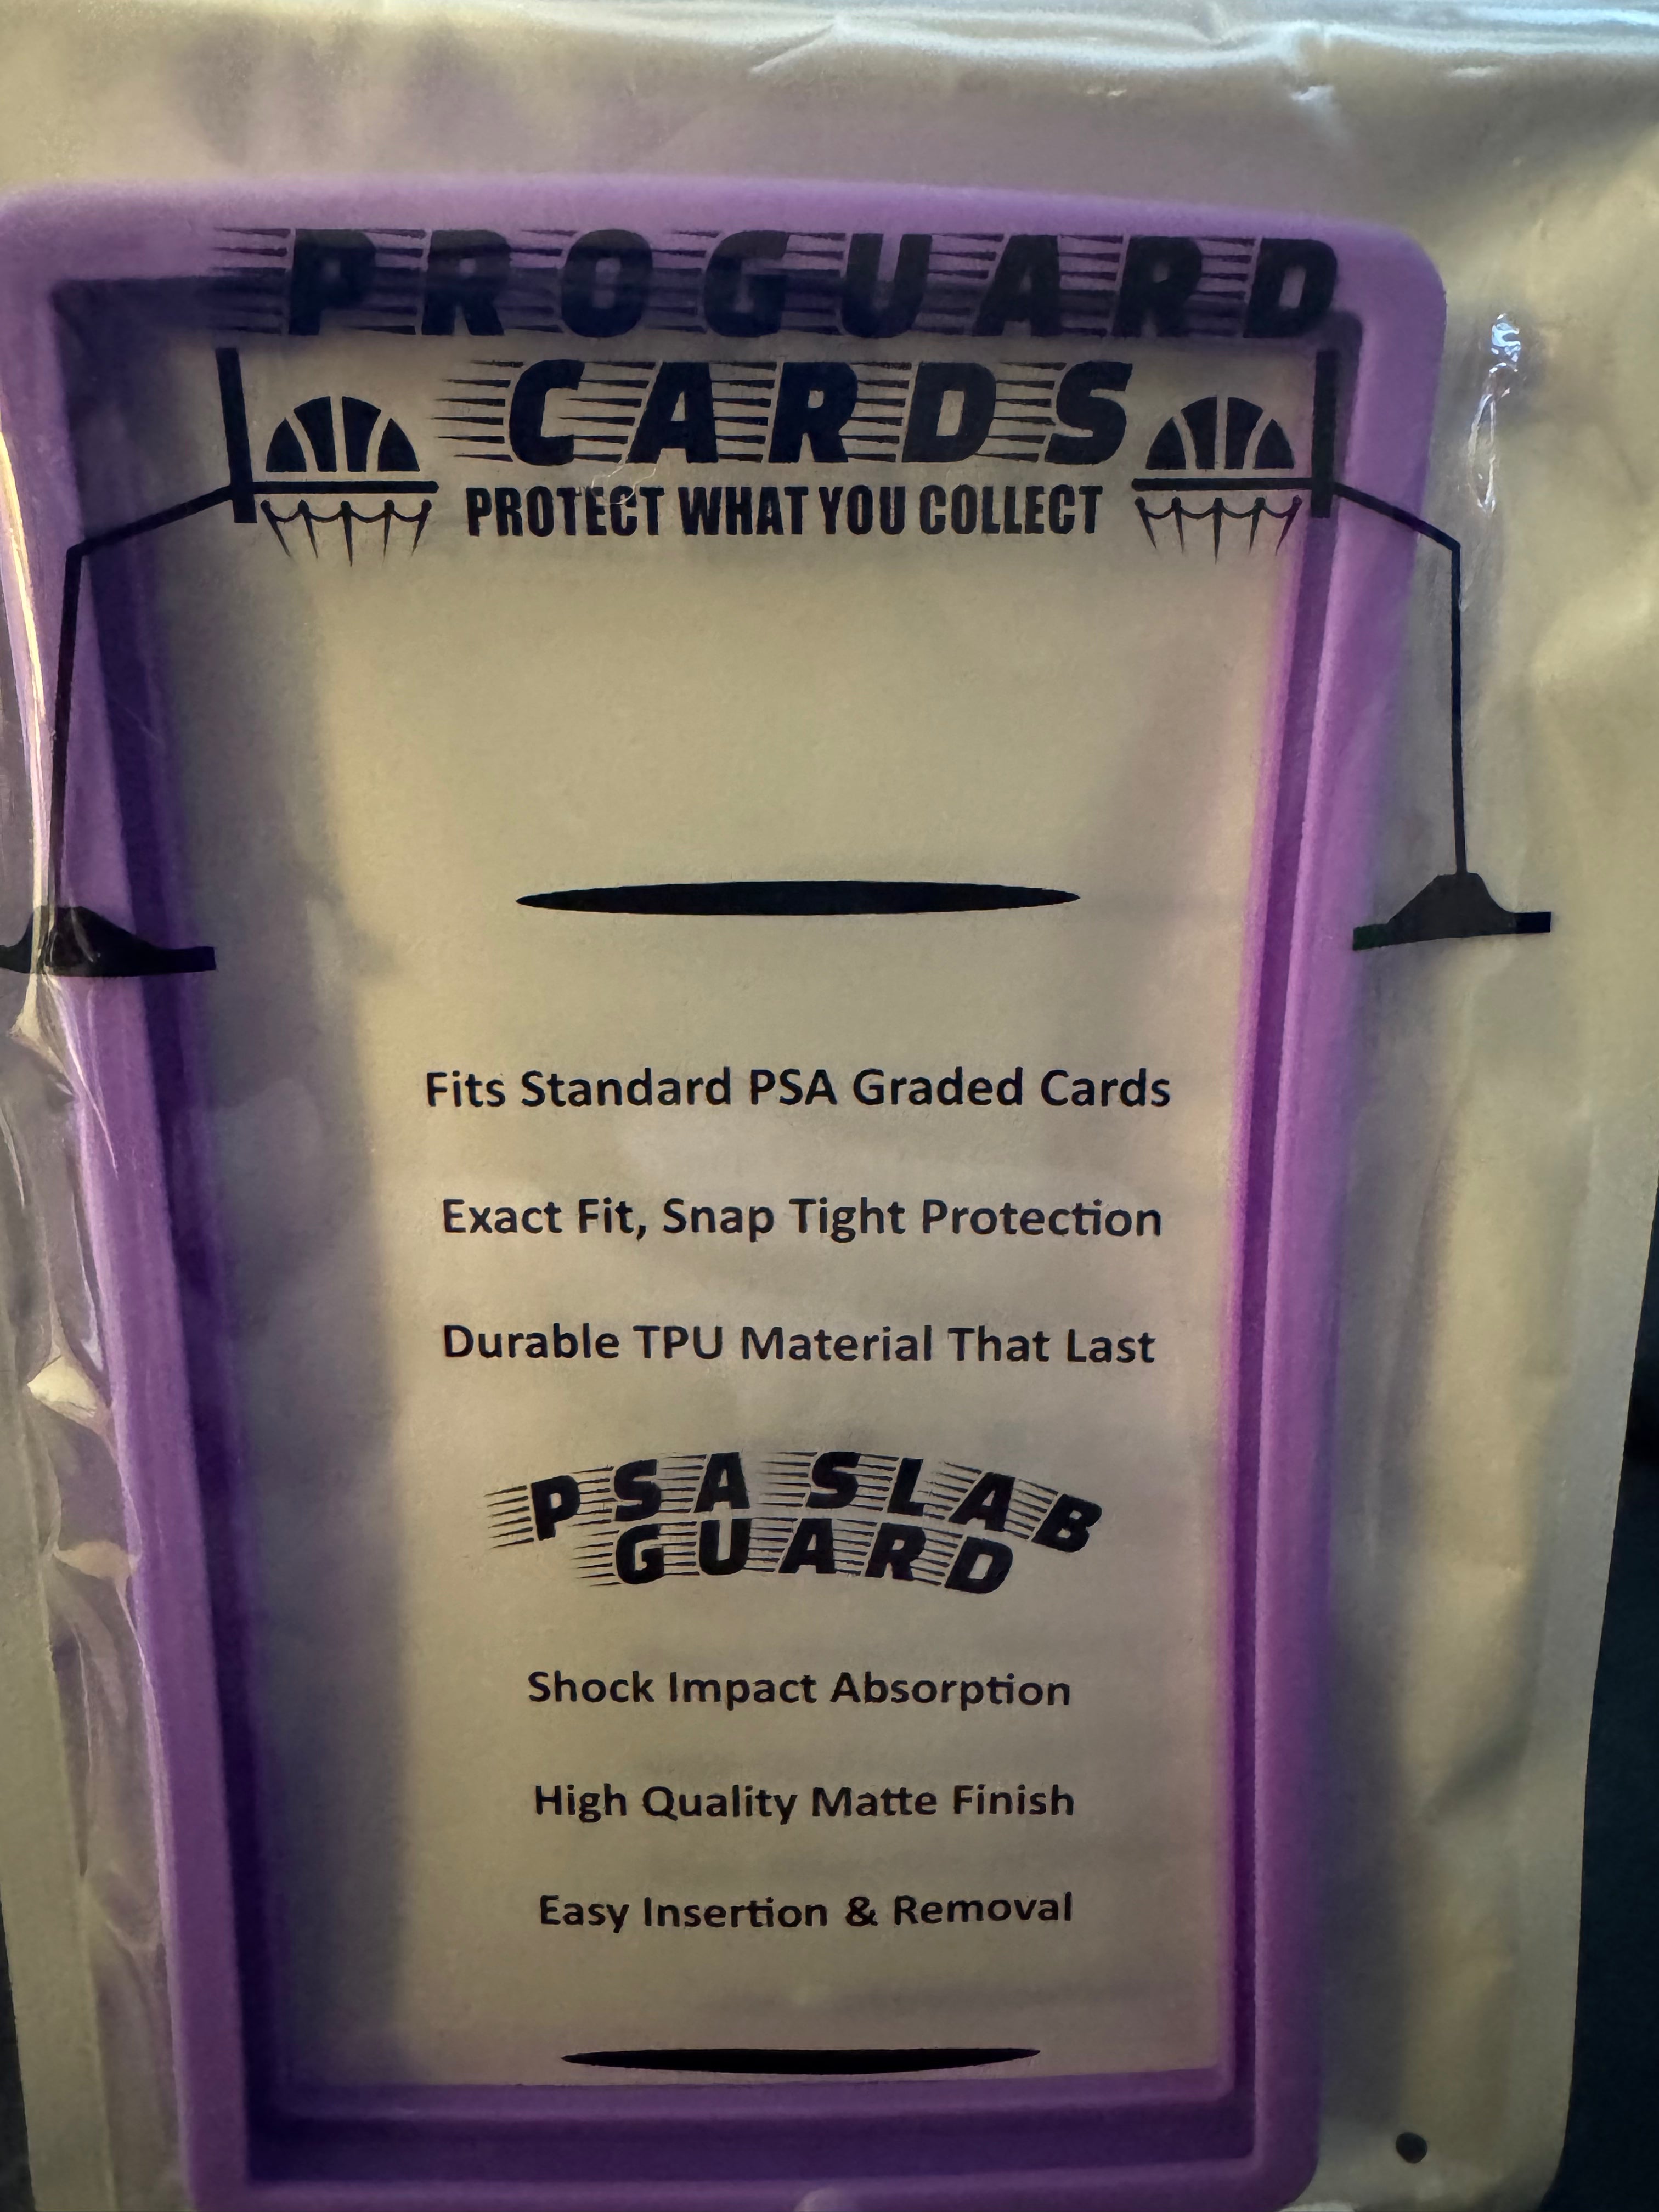 PROGUARD
CARDS
PROTECT WHAT YOU COLLECT
Fits Standard PSA Graded Cards
Exact Fit, Snap Tight Protection
Durable TPU Material That Last
PSA SLAB
GUARD
Shock Impact Absorption
High Quality Matte Finish
Easy Insertion & Removal